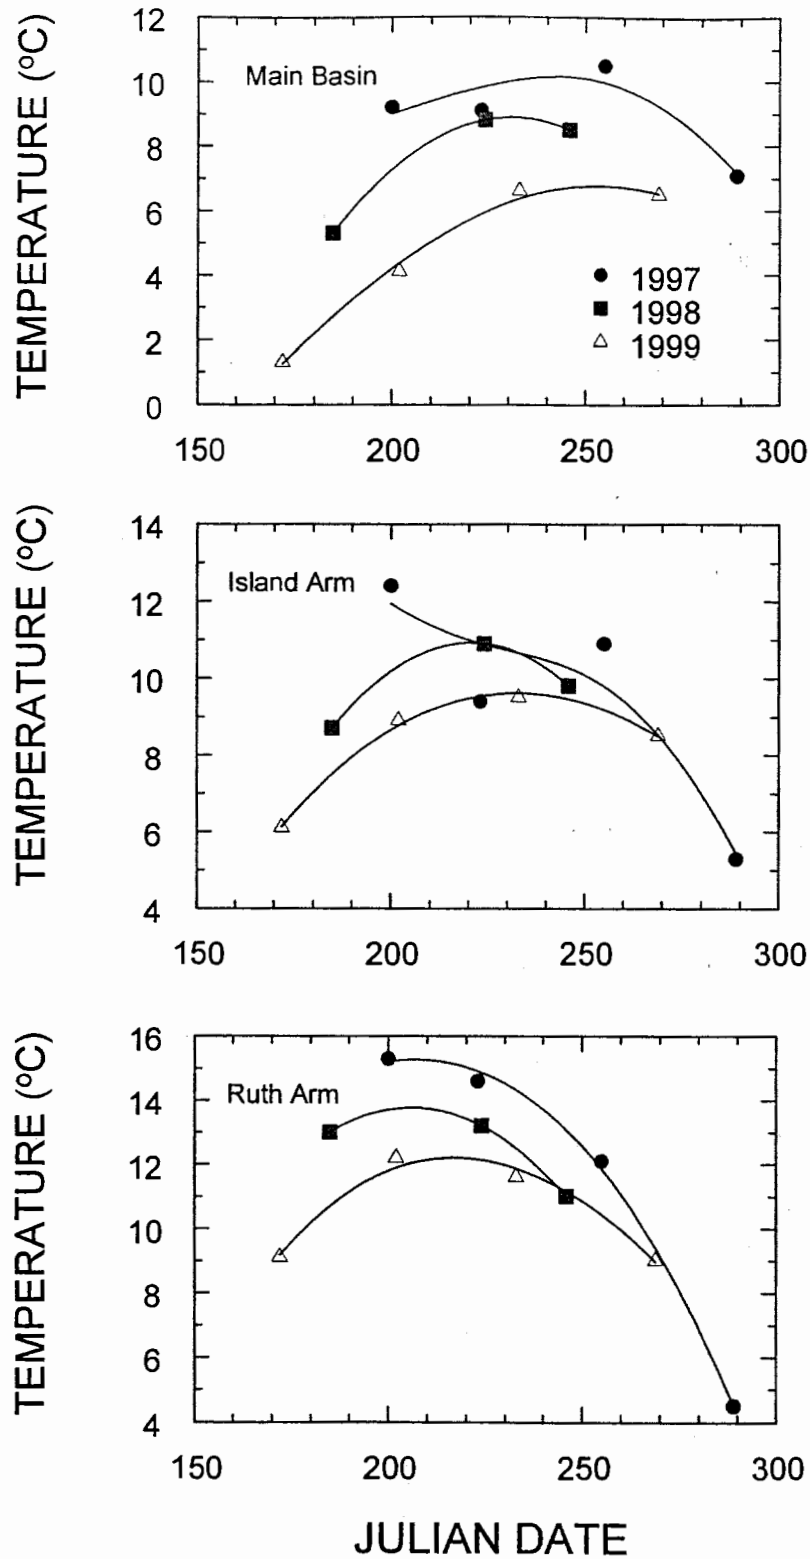 TEMPERATURE (ºC)
12
10
8
6
4
2
0
Main Basin
1997
1998
1999
150 200 250 300
TEMPERATURE (ºC)
14
12
10
8
6
4
Island Arm
150 200 250 300
TEMPERATURE (ºC)
16
14
12
10
8
6
4
Ruth Arm
150 200 250 300
JULIAN DATE